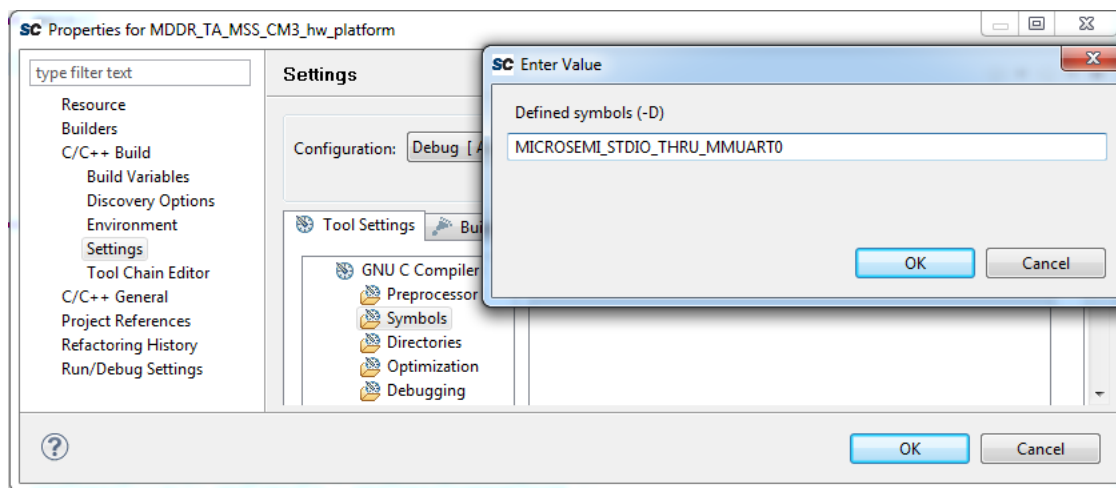 SC Properties for MDDR_TA_MSS_CM3_hw_platform
type filter text
Resource
Builders
C/C++ Build
Build Variables
Discovery Options
Environment
Settings
Tool Chain Editor
C/C++ General
Project References
Refactoring History
Run/Debug Settings
Settings
Configuration: Debug [ A
Tool Settings Bui
GNU C Compiler
Preprocessor
Symbols
Directories
Optimization
Debugging
SC Enter Value
Defined symbols (-D)
MICROSEMI_STDIO_THRU_MMUART0
OK Cancel
? OK Cancel